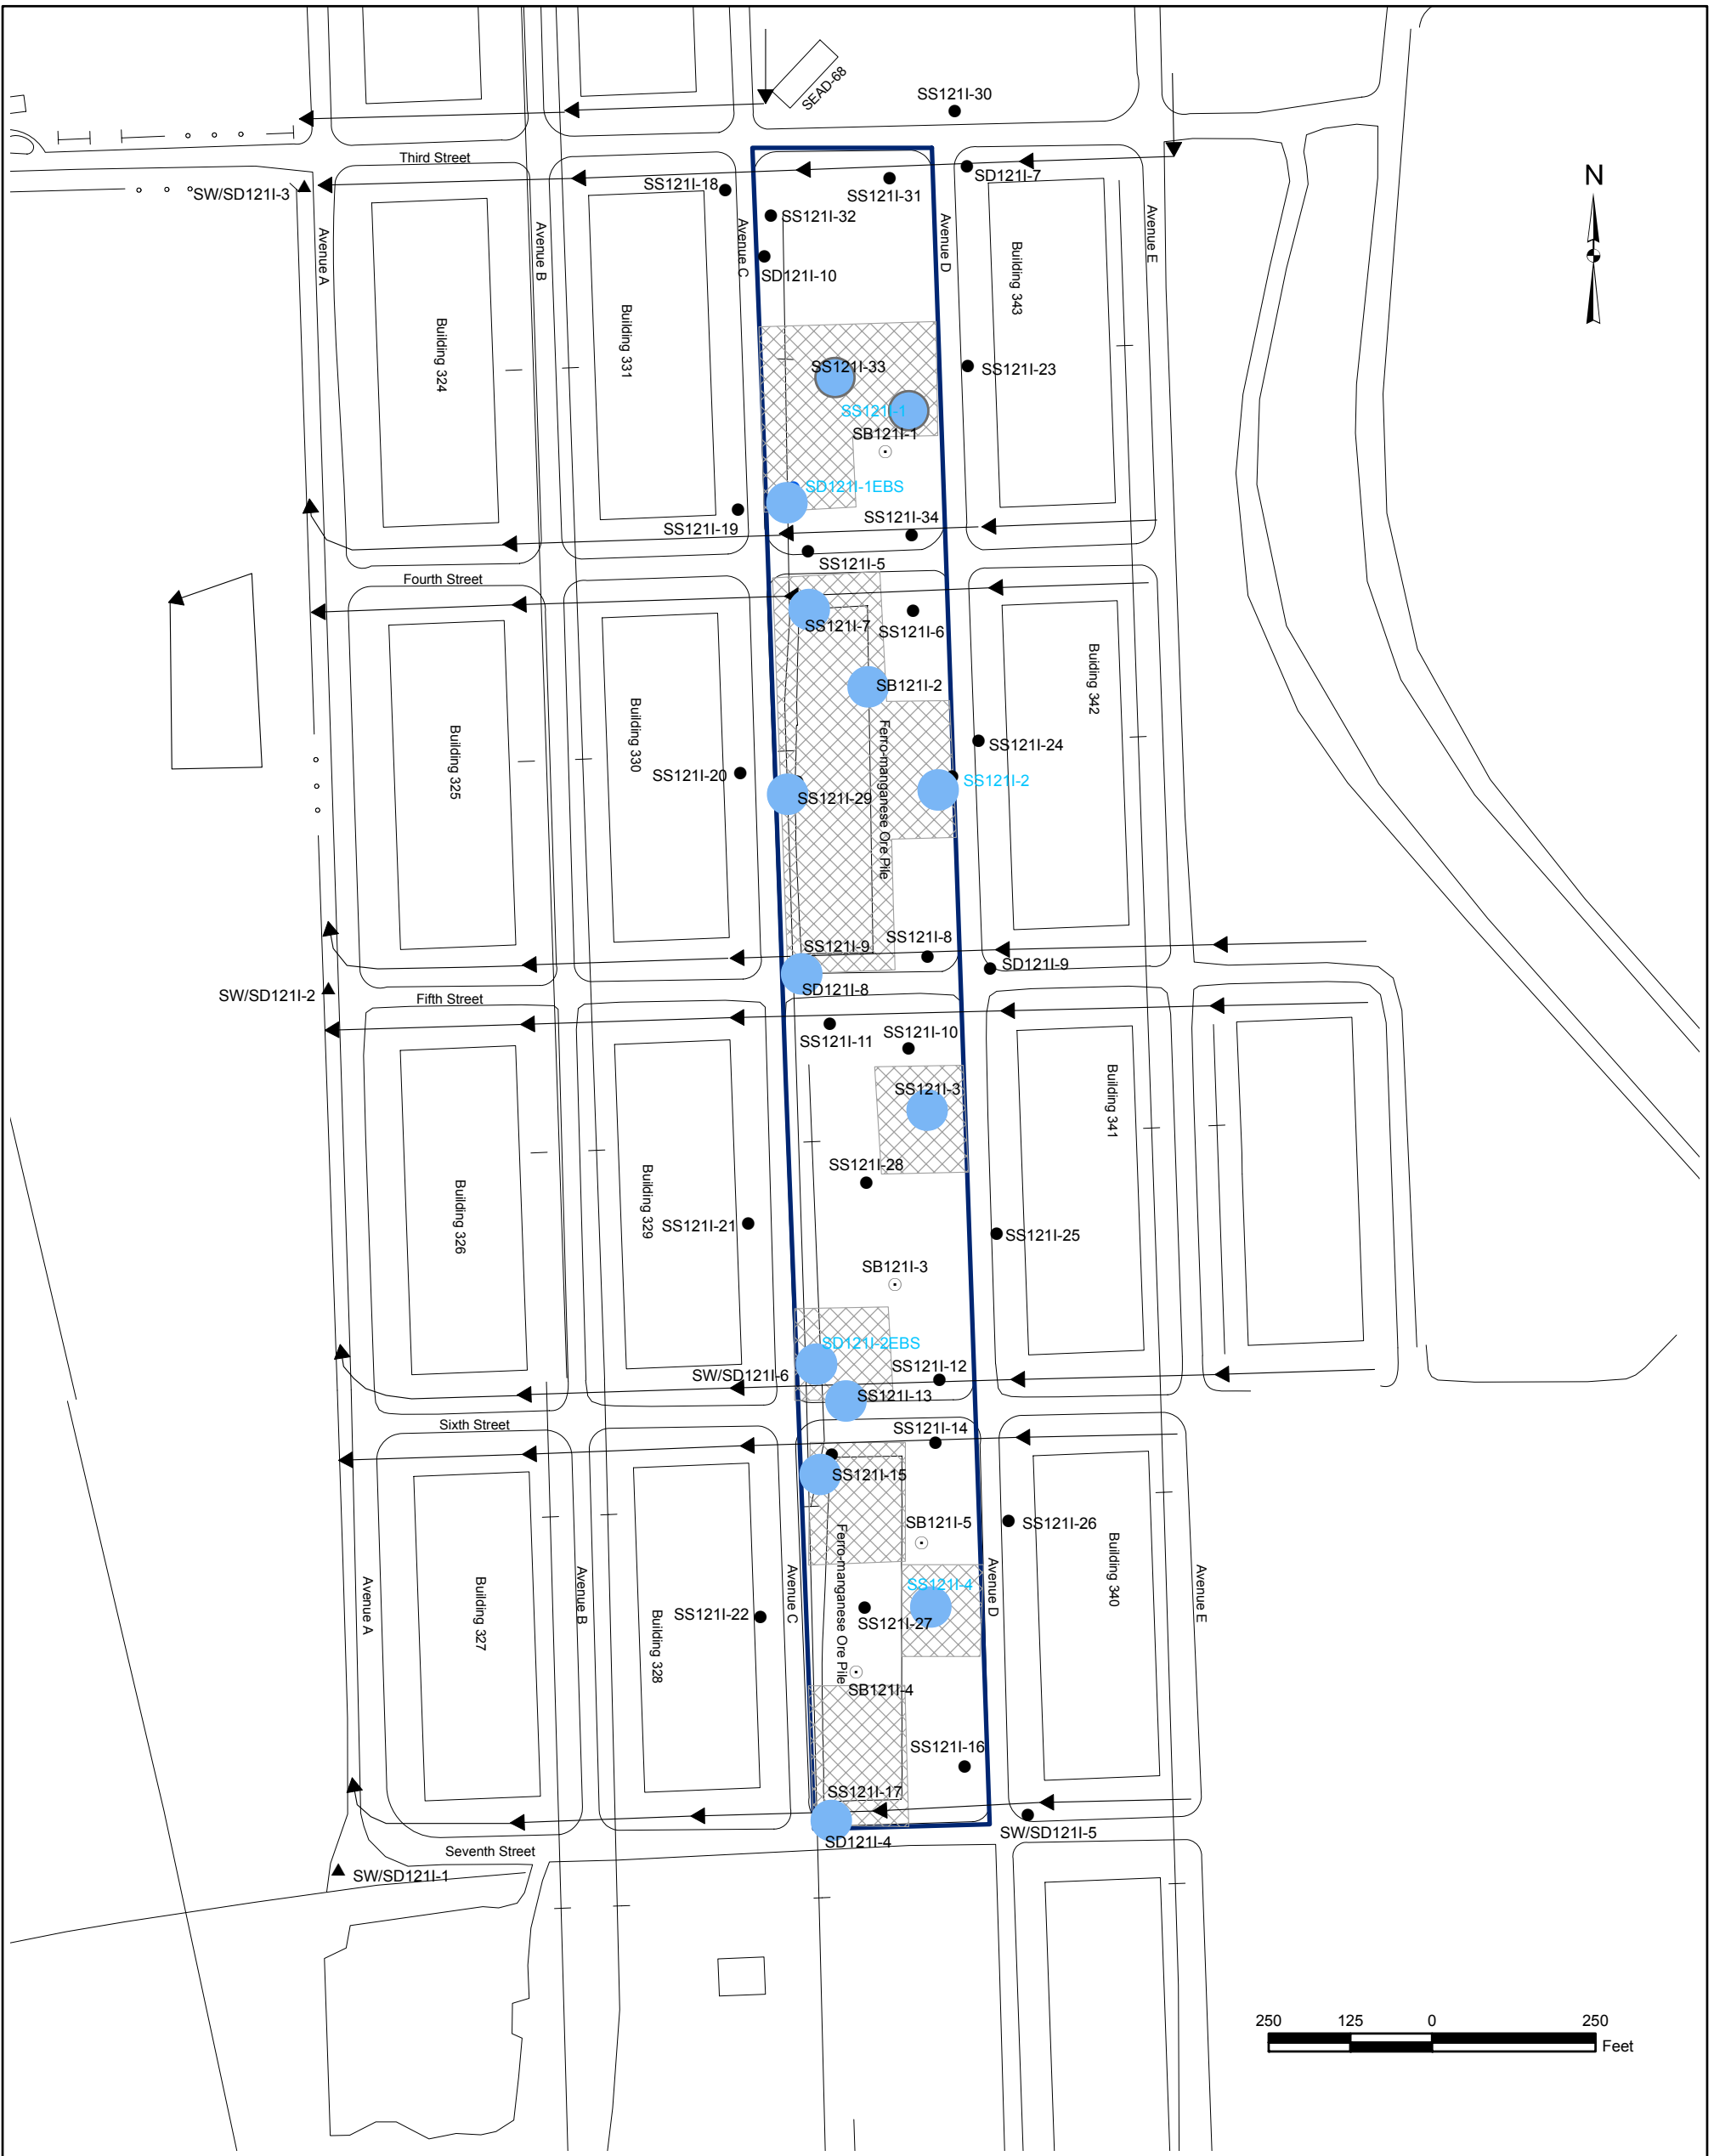 SEAD-68
SS121I-30
N
Third Street
SD121I-7
SS121I-18
SS121I-31
SW/SD121I-3
SS121I-32
Avenue A
Avenue B
Avenue C
Avenue D
Avenue E
SD121I-10
Building 343
Building 331
Building 324
SS121I-33
SS121I-23
SS121I-1
SB121I-1
SD121I-1EBS
SS121I-34
SS121I-19
SS121I-5
Fourth Street
SS121I-7
SS121I-6
Buiding 342
SB121I-2
Building 330
Building 325
Ferro-manganese Ore Pile
SS121I-24
SS121I-20
SS121I-2
SS121I-29
SS121I-8
SS121I-9
SD121I-9
SD121I-8
SW/SD121I-2
Fifth Street
SS121I-10
SS121I-11
SS121I-3
Building 341
SS121I-28
Building 329
Building 326
SS121I-21
SS121I-25
SB121I-3
SD121I-2EBS
SS121I-12
SW/SD121I-6
SS121I-13
Sixth Street
SS121I-14
SS121I-15
SB121I-5
SS121I-26
Ferro-manganese Ore Pile
Building 340
Avenue A
Building 327
Avenue B
Building 328
Avenue C
Avenue D
Avenue E
SS121I-4
SS121I-22
SS121I-27
SB121I-4
SS121I-16
SS121I-17
SW/SD121I-5
SD121I-4
Seventh Street
SW/SD121I-1
250 125 0 250
Feet